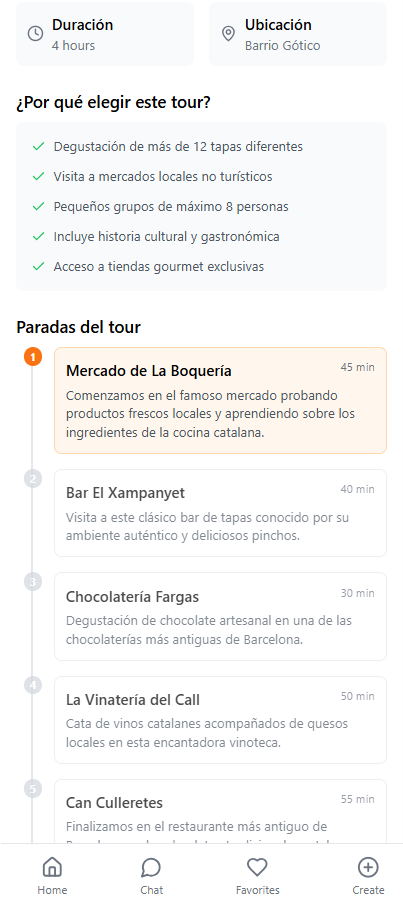 Duración
4 hours
Ubicación
Barrio Gótico
¿Por qué elegir este tour?
Degustación de más de 12 tapas diferentes
Visita a mercados locales no turísticos
Pequeños grupos de máximo 8 personas
Incluye historia cultural y gastronómica
Acceso a tiendas gourmet exclusivas
Paradas del tour
1
Mercado de La Boquería
45 min
Comenzamos en el famoso mercado probando
productos frescos locales y aprendiendo sobre los
ingredientes de la cocina catalana.
2
Bar El Xampanyet
40 min
Visita a este clásico bar de tapas conocido por su
ambiente auténtico y deliciosos pinchos.
3
Chocolatería Fargas
30 min
Degustación de chocolate artesanal en una de las
chocolaterías más antiguas de Barcelona.
4
La Vinatería del Call
50 min
Cata de vinos catalanes acompañados de quesos
locales en esta encantadora vinoteca.
5
Can Culleretes
55 min
Finalizamos en el restaurante más antiguo de
Home
Chat
Favorites
Create